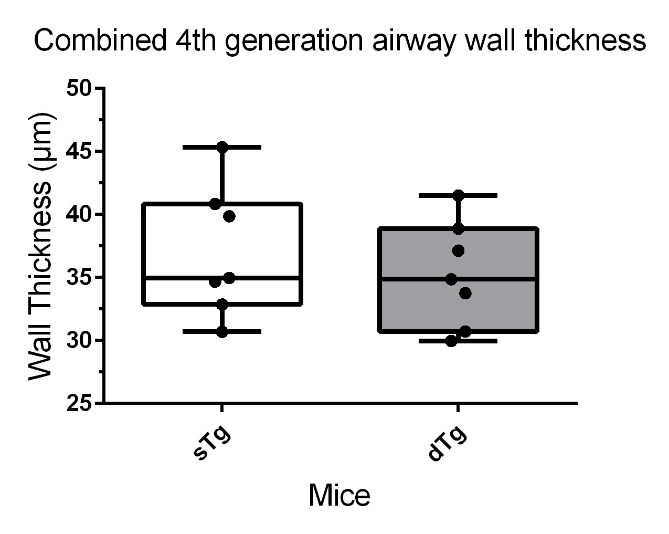 Combined 4th generation airway wall thickness
Wall Thickness (μm)
50
45
40
35
30
25
sTg
dTg
Mice